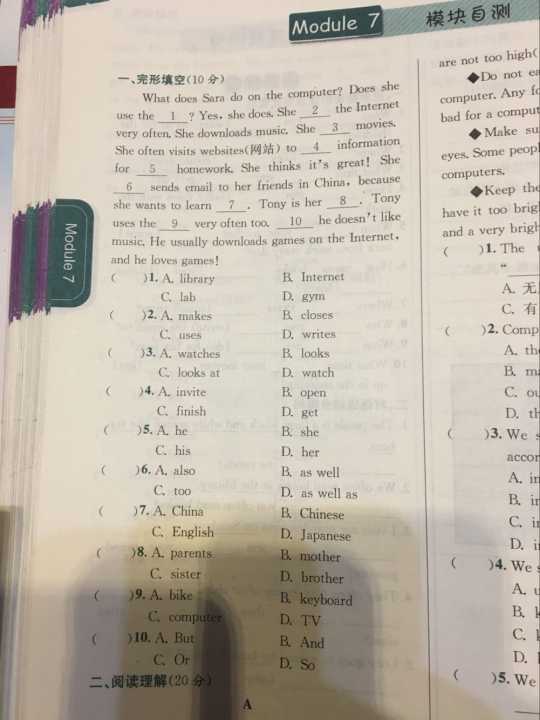 Module 7
模块自测
一、完形填空(10 分)
What does Sara do on the computer? Does she
use the 1 ? Yes, she does. She 2 the Internet
very often. She downloads music. She 3 movies.
She often visits websites(网站) to 4 information
for 5 homework. She thinks it's great! She
6 sends email to her friends in China, because
she wants to learn 7 . Tony is her 8 . Tony
uses the 9 very often too. 10 he doesn't like
music. He usually downloads games on the Internet,
and he loves games!
( )1. A. library B. Internet
C. lab D. gym
( )2. A. makes B. closes
C. uses D. writes
( )3. A. watches B. looks
C. looks at D. watch
( )4. A. invite B. open
C. finish D. get
( )5. A. he B. she
C. his D. her
( )6. A. also B. as well
C. too D. as well as
( )7. A. China B. Chinese
C. English D. Japanese
( )8. A. parents B. mother
C. sister D. brother
( )9. A. bike B. keyboard
C. computer D. TV
( )10. A. But B. And
C. Or D. So
二、阅读理解(20 分)
A
Module 7
are not too high(
◆Do not ea
computer. Any fo
bad for a comput
◆Make su
eyes. Some peopl
computers.
◆Keep the
have it too brig
and a very brigh
( )1. The
"
A. 无
C. 有
( )2. Comp
A. th
B. ma
C. ou
D. th
( )3. We s
accor
A. in
B. in
C. i
D. i
( )4. We s
A. u
B. k
C.
D.
( )5. We